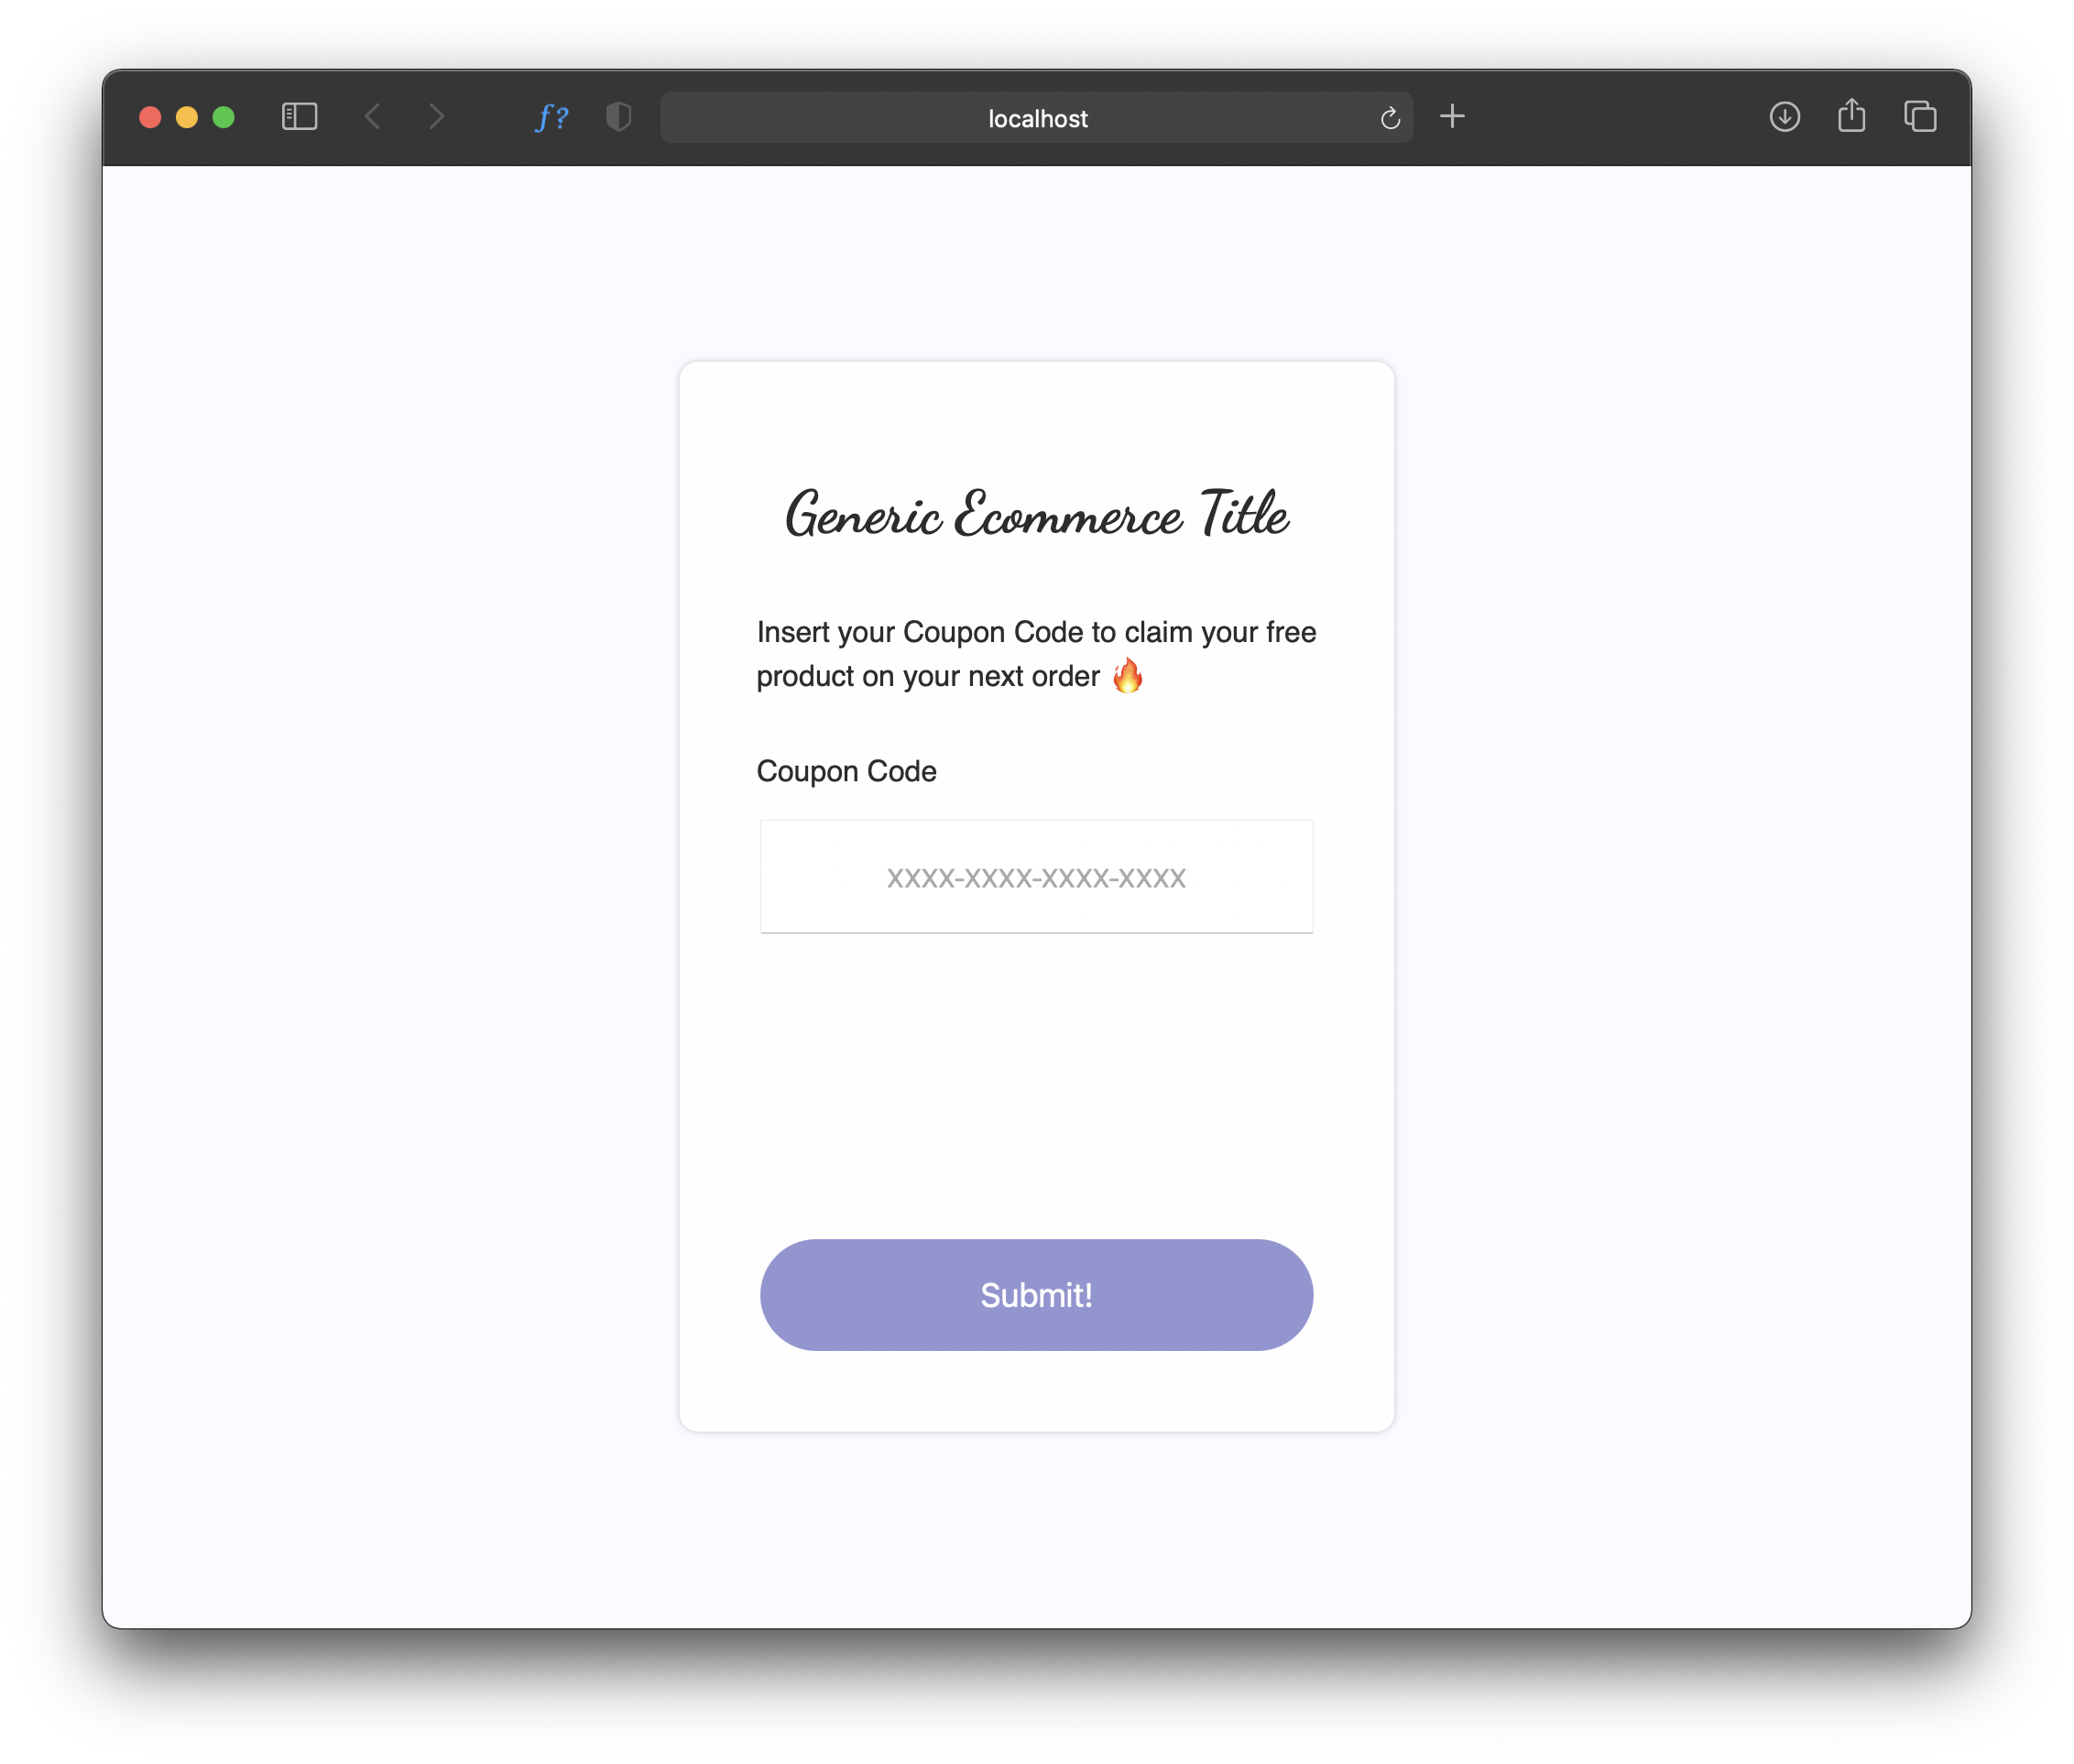 f?
localhost
Generic Ecommerce Title
Insert your Coupon Code to claim your free
product on your next order 🔥
Coupon Code
XXXX-XXXX-XXXX-XXXX
Submit!